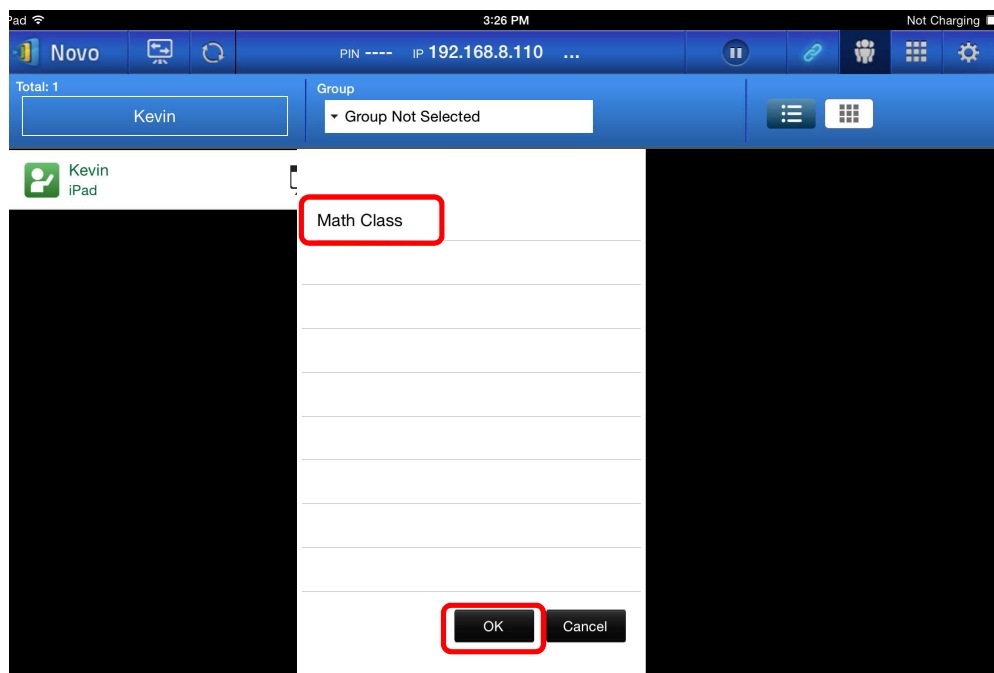 Pad 3:26 PM Not Charging
Novo PIN ---- IP 192.168.8.110 ...
Total: 1
Kevin
Group
Group Not Selected
Kevin
iPad
Math Class
OK Cancel